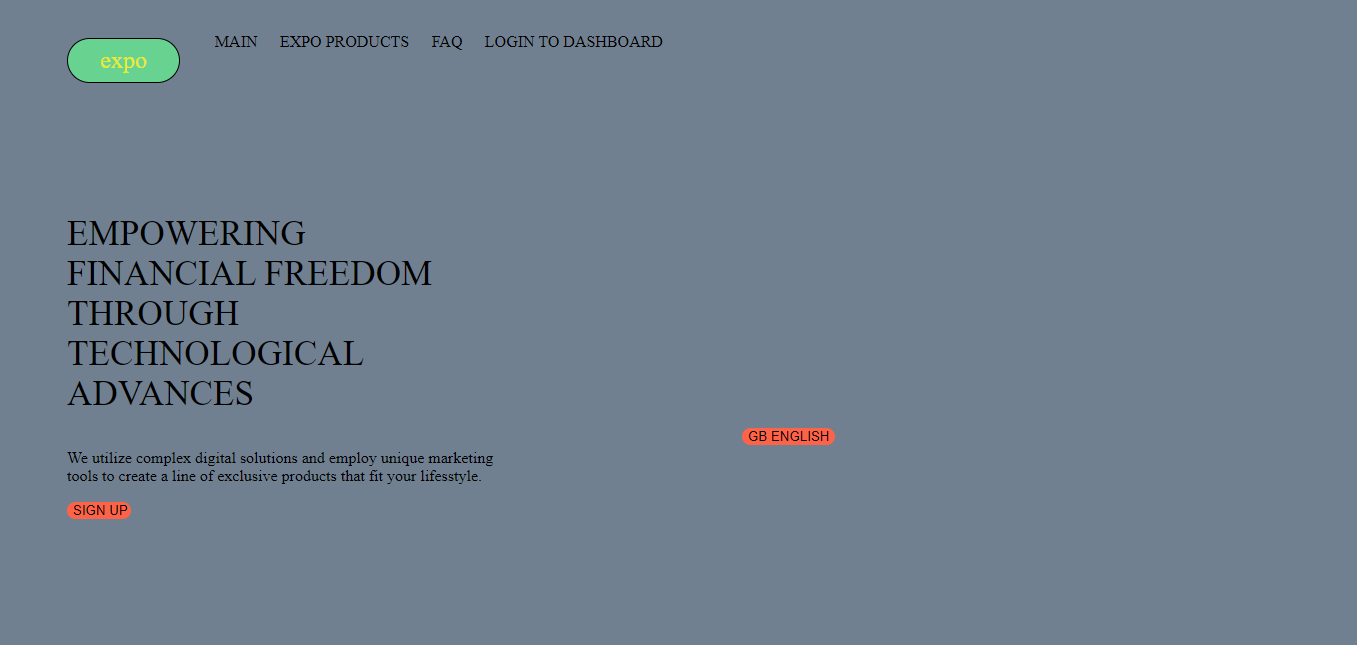 expo
MAIN EXPO PRODUCTS FAQ LOGIN TO DASHBOARD
EMPOWERING
FINANCIAL FREEDOM
THROUGH
TECHNOLOGICAL
ADVANCES
GB ENGLISH
We utilize complex digital solutions and employ unique marketing
tools to create a line of exclusive products that fit your lifesstyle.
SIGN UP